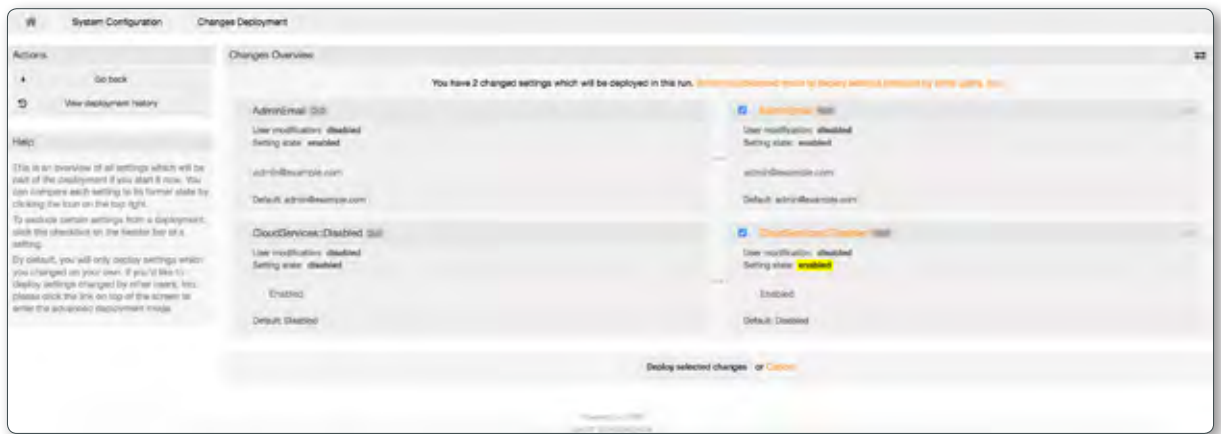 System Configuration
Changes Deployment
Actions
Go back
View deployment history
Help
This is an overview of all settings which will be
part of the deployment if you start it now. You
can compare each setting to its former state by
clicking the icon on the top right.
To exclude certain settings from a deployment,
click the checkbox on the header bar of a
setting.
By default, you will only deploy settings which
you changed on your own. If you'd like to
deploy settings changed by other users, too,
please click the link on top of the screen to
enter the advanced deployment mode.
Changes Overview
You have 2 changed settings which will be deployed in this run.
AdminEmail
User modification: disabled
Setting state: enabled
admin@example.com
Default: admin@example.com
AdminEmail
User modification: disabled
Setting state: enabled
admin@example.com
Default: admin@example.com
CloudServices::Disabled
User modification: disabled
Setting state: disabled
Enabled
Default: Disabled
CloudServices::Disabled
User modification: disabled
Setting state: enabled
Enabled
Default: Disabled
Deploy selected changes or Cancel